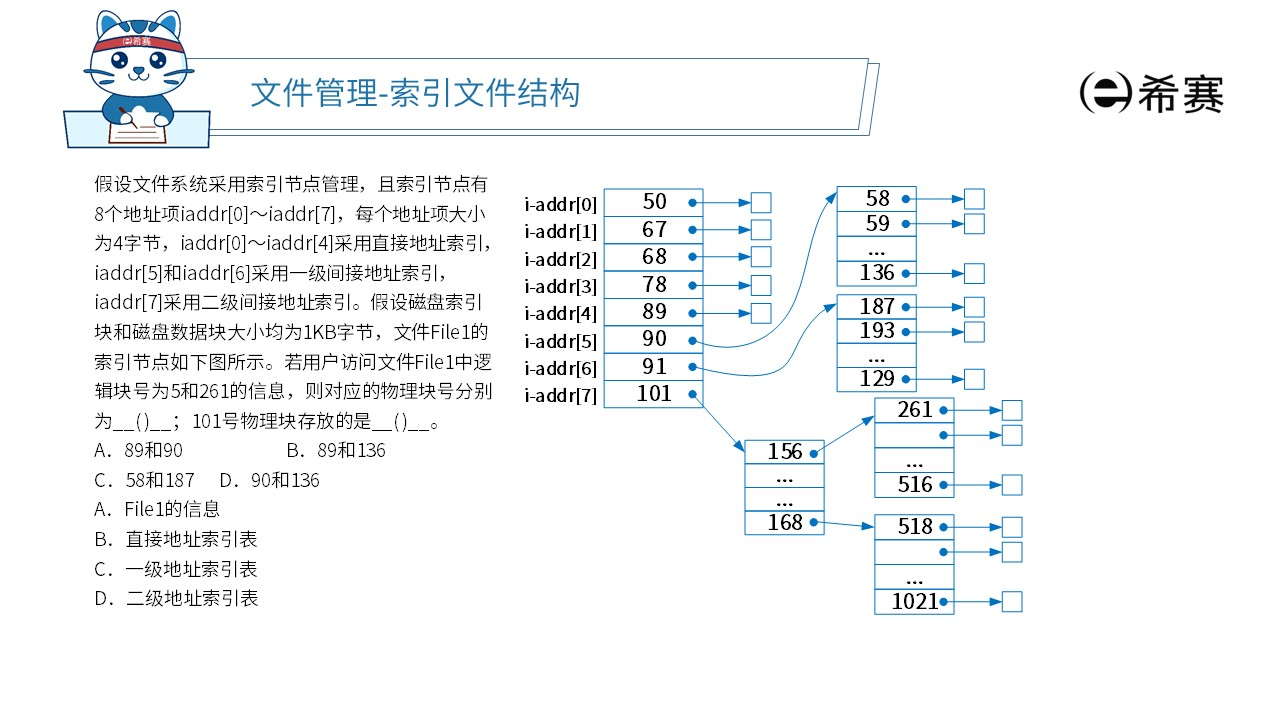 希赛
文件管理-索引文件结构
希赛
假设文件系统采用索引节点管理，且索引节点有
8个地址项iaddr[0]～iaddr[7]，每个地址项大小
为4字节，iaddr[0]～iaddr[4]采用直接地址索引，
iaddr[5]和iaddr[6]采用一级间接地址索引，
iaddr[7]采用二级间接地址索引。假设磁盘索引
块和磁盘数据块大小均为1KB字节，文件File1的
索引节点如下图所示。若用户访问文件File1中逻
辑块号为5和261的信息，则对应的物理块号分别
为__()__；101号物理块存放的是__()__。
A．89和90 B．89和136
C．58和187 D．90和136
A．File1的信息
B．直接地址索引表
C．一级地址索引表
D．二级地址索引表
i-addr[0] 50
i-addr[1] 67
i-addr[2] 68
i-addr[3] 78
i-addr[4] 89
i-addr[5] 90
i-addr[6] 91
i-addr[7] 101
58
59
...
136
187
193
...
129
156
...
...
168
261
...
516
518
...
1021